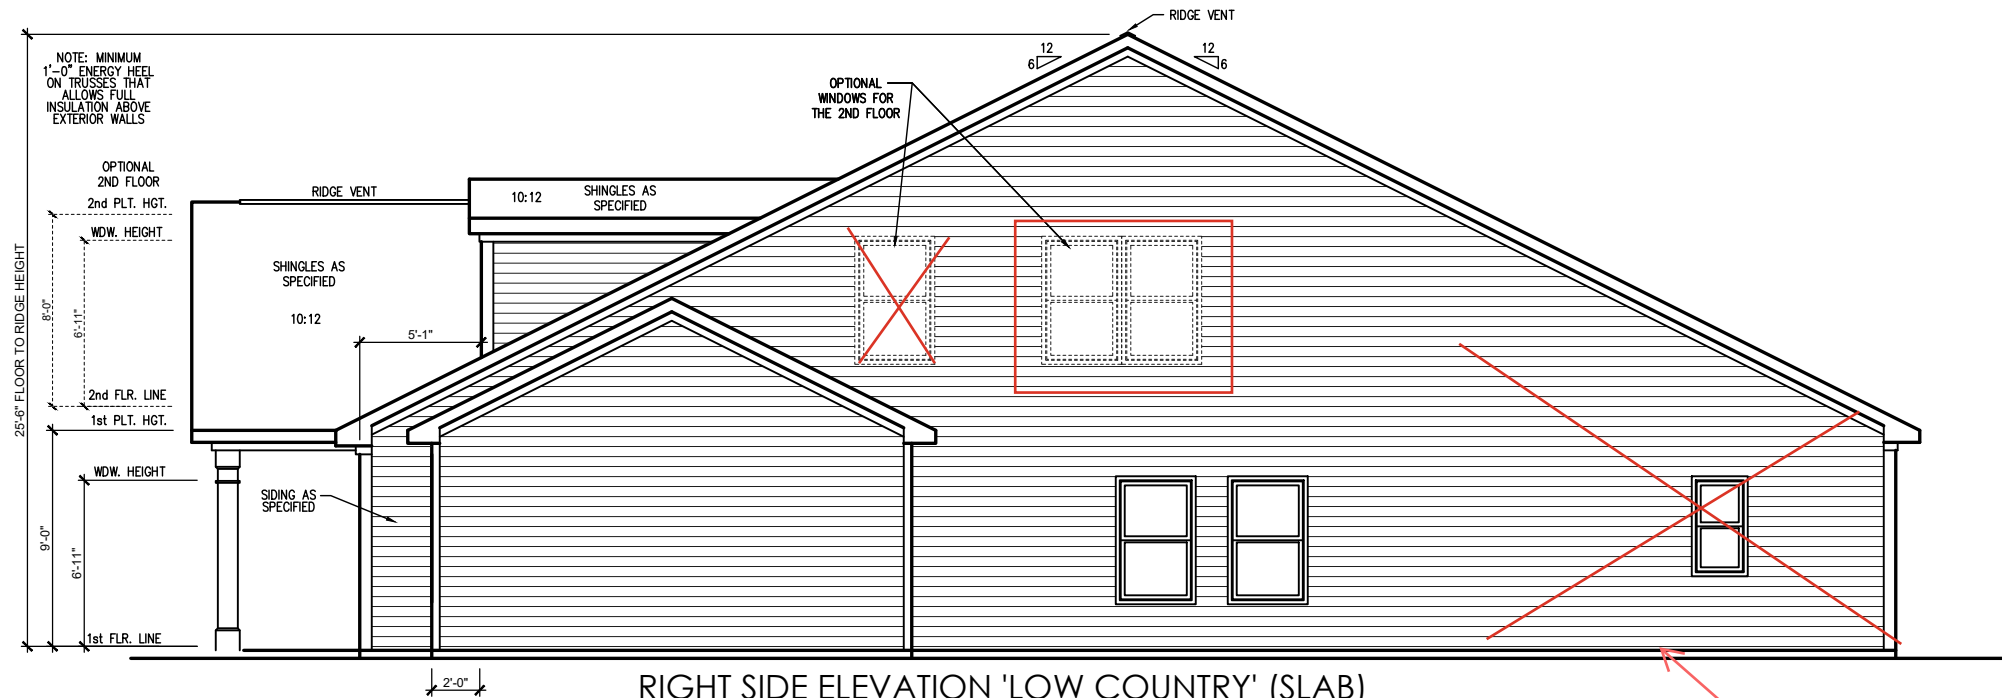 RIDGE VENT
12
6
12
6
NOTE: MINIMUM
1'-0" ENERGY HEEL
ON TRUSSES THAT
ALLOWS FULL
INSULATION ABOVE
EXTERIOR WALLS
OPTIONAL
WINDOWS FOR
THE 2ND FLOOR
OPTIONAL
2ND FLOOR
2nd PLT. HGT.
WDW. HEIGHT
RIDGE VENT
10:12
SHINGLES AS
SPECIFIED
SHINGLES AS
SPECIFIED
10:12
25'-6" FLOOR TO RIDGE HEIGHT
8'-0"
6'-11"
5'-1"
2nd FLR. LINE
1st PLT. HGT.
WDW. HEIGHT
SIDING AS
SPECIFIED
9'-0"
6'-11"
1st FLR. LINE
2'-0"
RIGHT SIDE ELEVATION 'LOW COUNTRY' (SLAB)